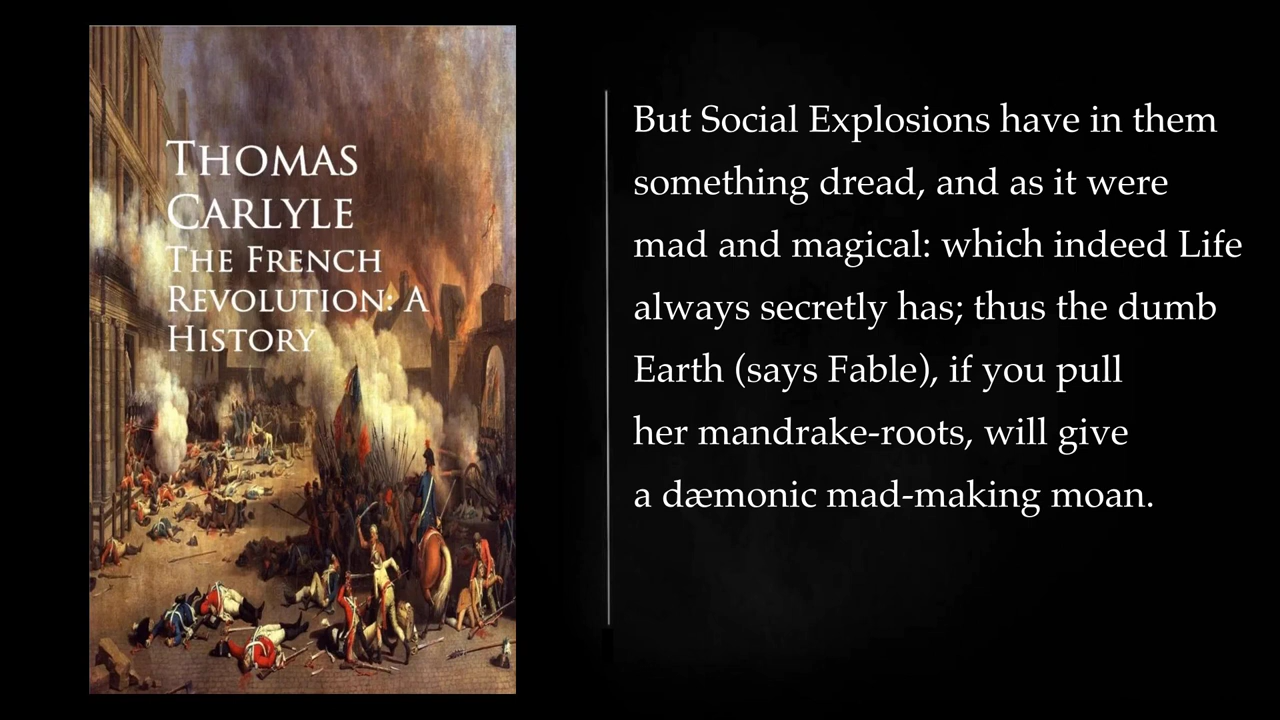 THOMAS
CARLYLE
THE FRENCH
REVOLUTION: A
HISTORY
But Social Explosions have in them
something dread, and as it were
mad and magical: which indeed Life
always secretly has; thus the dumb
Earth (says Fable), if you pull
her mandrake-roots, will give
a dæmonic mad-making moan.